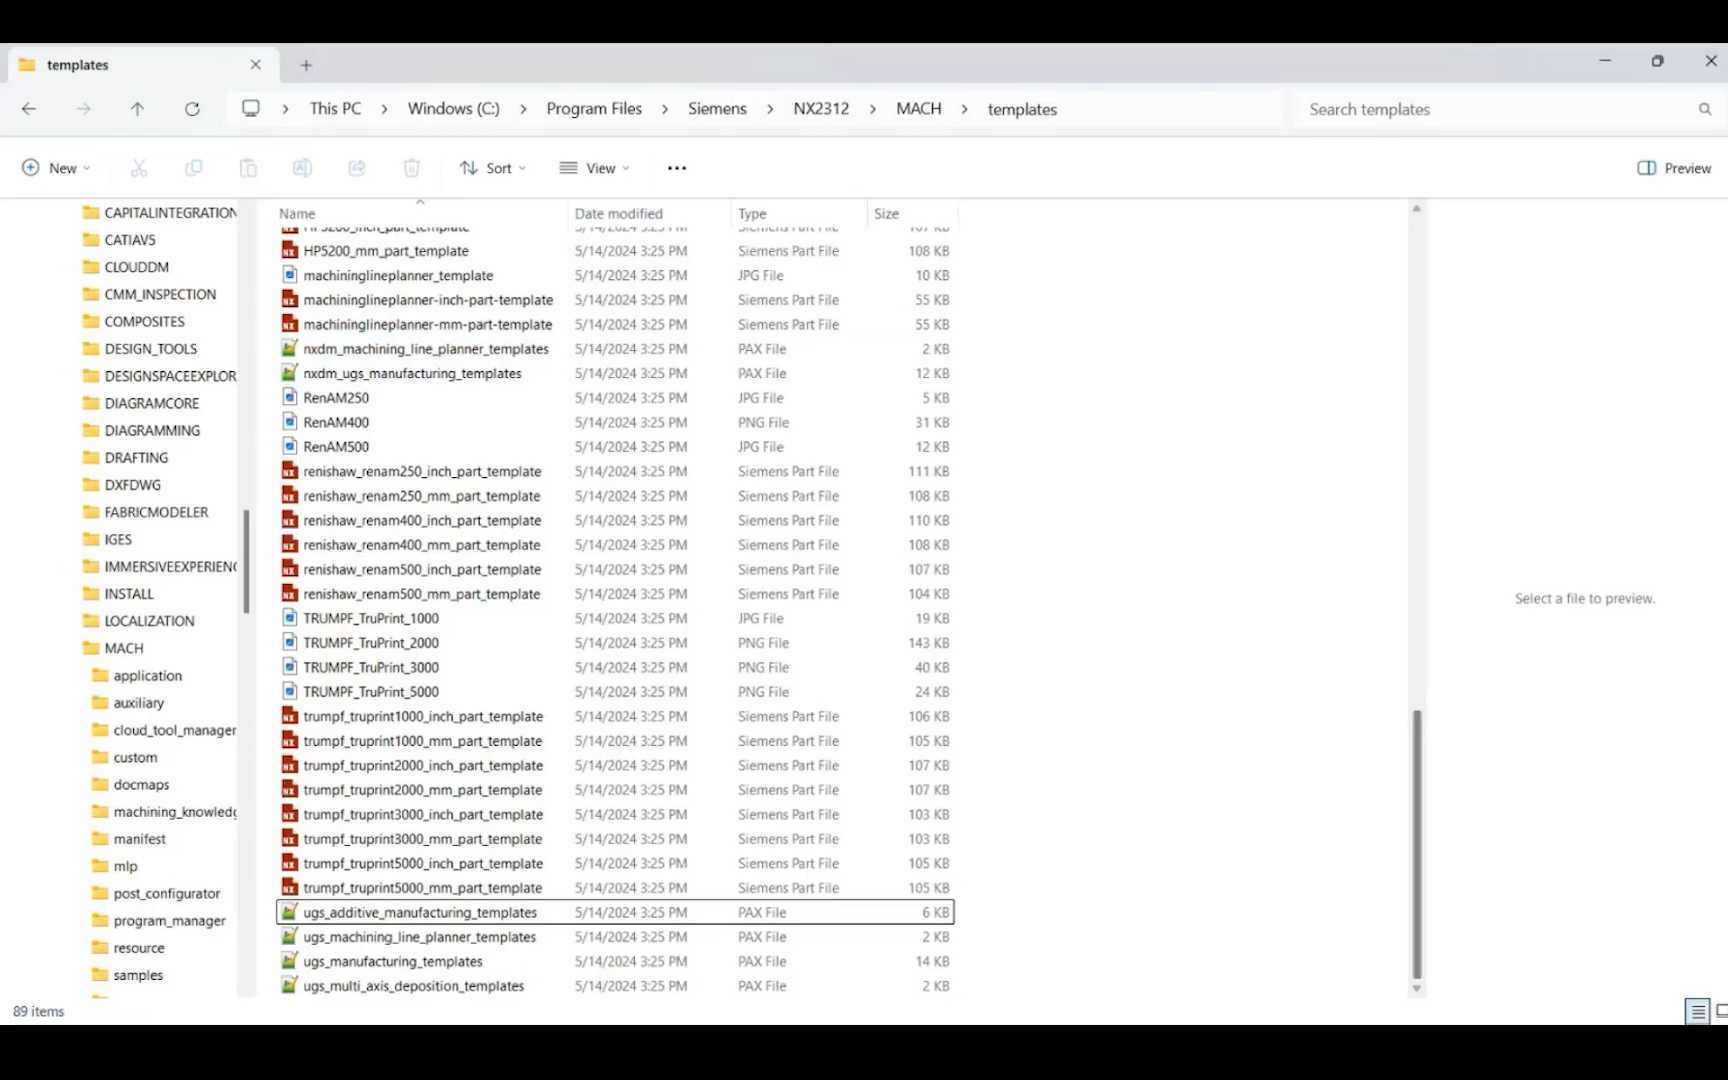 templates
This PC > Windows (C:) > Program Files > Siemens > NX2312 > MACH > templates
Search templates
New
Sort
View
Preview
CAPITALINTEGRATION
CATIAV5
CLOUDDM
CMM_INSPECTION
COMPOSITES
DESIGN_TOOLS
DESIGNSPACEEXPLOR
DIAGRAMCORE
DIAGRAMMING
DRAFTING
DXFDWG
FABRICMODELER
IGES
IMMERSIVEEXPERIENC
INSTALL
LOCALIZATION
MACH
application
auxiliary
cloud_tool_manager
custom
docmaps
machining_knowledg
manifest
mlp
post_configurator
program_manager
resource
samples
Name Date modified Type Size
HP5200_inch_part_template 5/14/2024 3:25 PM Siemens Part File 107 KB
HP5200_mm_part_template 5/14/2024 3:25 PM Siemens Part File 108 KB
machininglineplanner_template 5/14/2024 3:25 PM JPG File 10 KB
machininglineplanner-inch-part-template 5/14/2024 3:25 PM Siemens Part File 55 KB
machininglineplanner-mm-part-template 5/14/2024 3:25 PM Siemens Part File 55 KB
nxdm_machining_line_planner_templates 5/14/2024 3:25 PM PAX File 2 KB
nxdm_ugs_manufacturing_templates 5/14/2024 3:25 PM PAX File 12 KB
RenAM250 5/14/2024 3:25 PM JPG File 5 KB
RenAM400 5/14/2024 3:25 PM PNG File 31 KB
RenAM500 5/14/2024 3:25 PM JPG File 12 KB
renishaw_renam250_inch_part_template 5/14/2024 3:25 PM Siemens Part File 111 KB
renishaw_renam250_mm_part_template 5/14/2024 3:25 PM Siemens Part File 108 KB
renishaw_renam400_inch_part_template 5/14/2024 3:25 PM Siemens Part File 110 KB
renishaw_renam400_mm_part_template 5/14/2024 3:25 PM Siemens Part File 108 KB
renishaw_renam500_inch_part_template 5/14/2024 3:25 PM Siemens Part File 107 KB
renishaw_renam500_mm_part_template 5/14/2024 3:25 PM Siemens Part File 104 KB
TRUMPF_TruPrint_1000 5/14/2024 3:25 PM JPG File 19 KB
TRUMPF_TruPrint_2000 5/14/2024 3:25 PM PNG File 143 KB
TRUMPF_TruPrint_3000 5/14/2024 3:25 PM PNG File 40 KB
TRUMPF_TruPrint_5000 5/14/2024 3:25 PM PNG File 24 KB
trumpf_truprint1000_inch_part_template 5/14/2024 3:25 PM Siemens Part File 106 KB
trumpf_truprint1000_mm_part_template 5/14/2024 3:25 PM Siemens Part File 105 KB
trumpf_truprint2000_inch_part_template 5/14/2024 3:25 PM Siemens Part File 107 KB
trumpf_truprint2000_mm_part_template 5/14/2024 3:25 PM Siemens Part File 107 KB
trumpf_truprint3000_inch_part_template 5/14/2024 3:25 PM Siemens Part File 103 KB
trumpf_truprint3000_mm_part_template 5/14/2024 3:25 PM Siemens Part File 103 KB
trumpf_truprint5000_inch_part_template 5/14/2024 3:25 PM Siemens Part File 105 KB
trumpf_truprint5000_mm_part_template 5/14/2024 3:25 PM Siemens Part File 105 KB
ugs_additive_manufacturing_templates 5/14/2024 3:25 PM PAX File 6 KB
ugs_machining_line_planner_templates 5/14/2024 3:25 PM PAX File 2 KB
ugs_manufacturing_templates 5/14/2024 3:25 PM PAX File 14 KB
ugs_multi_axis_deposition_templates 5/14/2024 3:25 PM PAX File 2 KB
Select a file to preview.
89 items